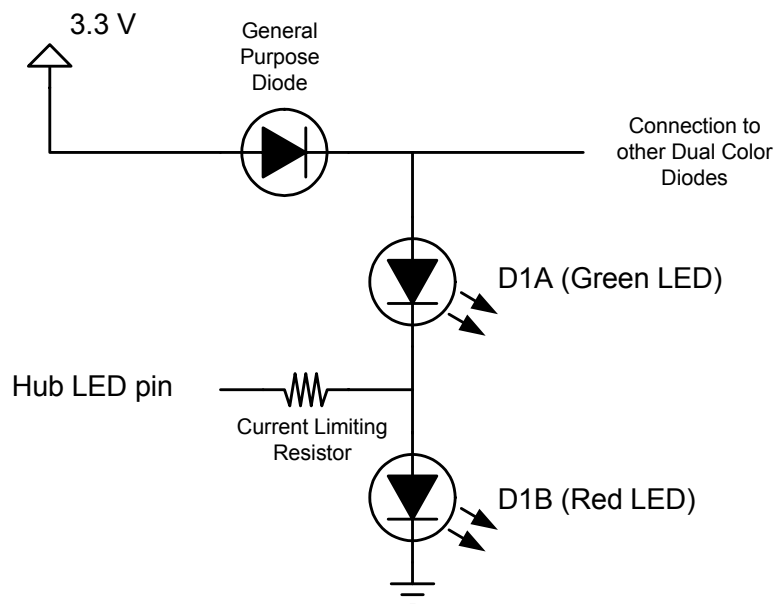 3.3 V
General
Purpose
Diode
Connection to
other Dual Color
Diodes
D1A (Green LED)
Hub LED pin
Current Limiting
Resistor
D1B (Red LED)